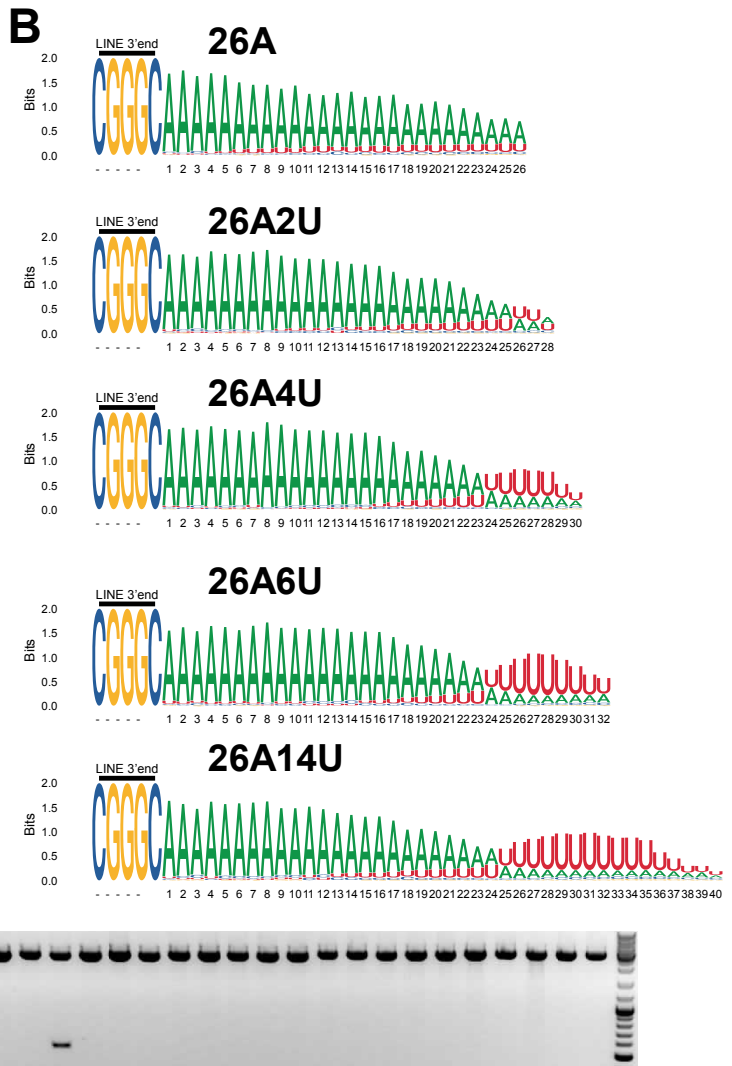 B
26A
LINE 3'end
2.0
1.5
1.0
0.5
0.0
Bits
CGGGCAAAAAAAAAAAAAAAAAAAAAAAAAA
- - - - - 1 2 3 4 5 6 7 8 9 10 11 12 13 14 15 16 17 18 19 20 21 22 23 24 25 26
26A2U
LINE 3'end
2.0
1.5
1.0
0.5
0.0
Bits
CGGGCAAAAAAAAAAAAAAAAAAAAAAAAAUUA
- - - - - 1 2 3 4 5 6 7 8 9 10 11 12 13 14 15 16 17 18 19 20 21 22 23 24 25 26 27 28
26A4U
LINE 3'end
2.0
1.5
1.0
0.5
0.0
Bits
CGGGCAAAAAAAAAAAAAAAAAAAAAAAUUUUUUU
- - - - - 1 2 3 4 5 6 7 8 9 10 11 12 13 14 15 16 17 18 19 20 21 22 23 24 25 26 27 28 29 30
26A6U
LINE 3'end
2.0
1.5
1.0
0.5
0.0
Bits
CGGGCAAAAAAAAAAAAAAAAAAAAAAAUUUUUUUUU
- - - - - 1 2 3 4 5 6 7 8 9 10 11 12 13 14 15 16 17 18 19 20 21 22 23 24 25 26 27 28 29 30 31 32
26A14U
LINE 3'end
2.0
1.5
1.0
0.5
0.0
Bits
CGGGCAAAAAAAAAAAAAAAAAAAAAAAAUUUUUUUUUUUUUUUU
- - - - - 1 2 3 4 5 6 7 8 9 10 11 12 13 14 15 16 17 18 19 20 21 22 23 24 25 26 27 28 29 30 31 32 33 34 35 36 37 38 39 40